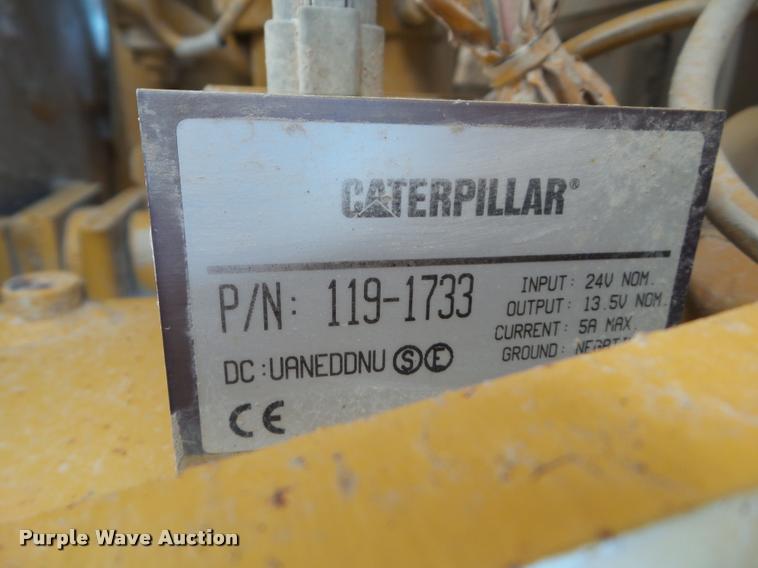 CATERPILLAR®
P/N: 119-1733
INPUT: 24V NOM.
OUTPUT: 13.5V NOM.
CURRENT: 5A MAX.
GROUND:
DC:UANEDDNU S E
CE
Purple Wave Auction